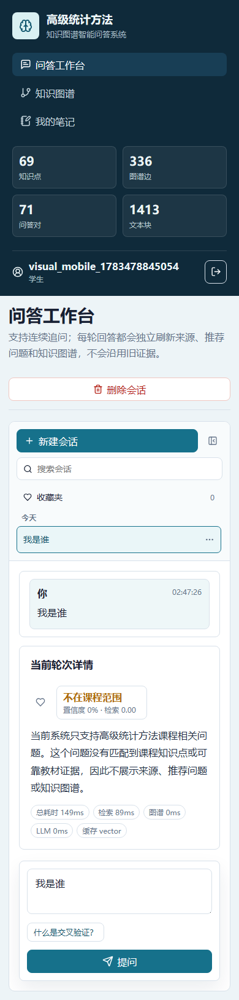 高级统计方法
知识图谱智能问答系统
问答工作台
知识图谱
我的笔记
69
知识点
336
图谱边
71
问答对
1413
文本块
visual_mobile_1783478845054
学生
问答工作台
支持连续追问；每轮回答都会独立刷新来源、推荐
问题和知识图谱，不会沿用旧证据。
删除会话
新建会话
搜索会话
收藏夹 0
今天
我是谁
你 02:47:26
我是谁
当前轮次详情
不在课程范围
置信度 0% · 检索 0.00
当前系统只支持高级统计方法课程相关问
题。这个问题没有匹配到课程知识点或可
靠教材证据，因此不展示来源、推荐问题
或知识图谱。
总耗时 149ms 检索 89ms 图谱 0ms
LLM 0ms 缓存 vector
我是谁
什么是交叉验证？
提问